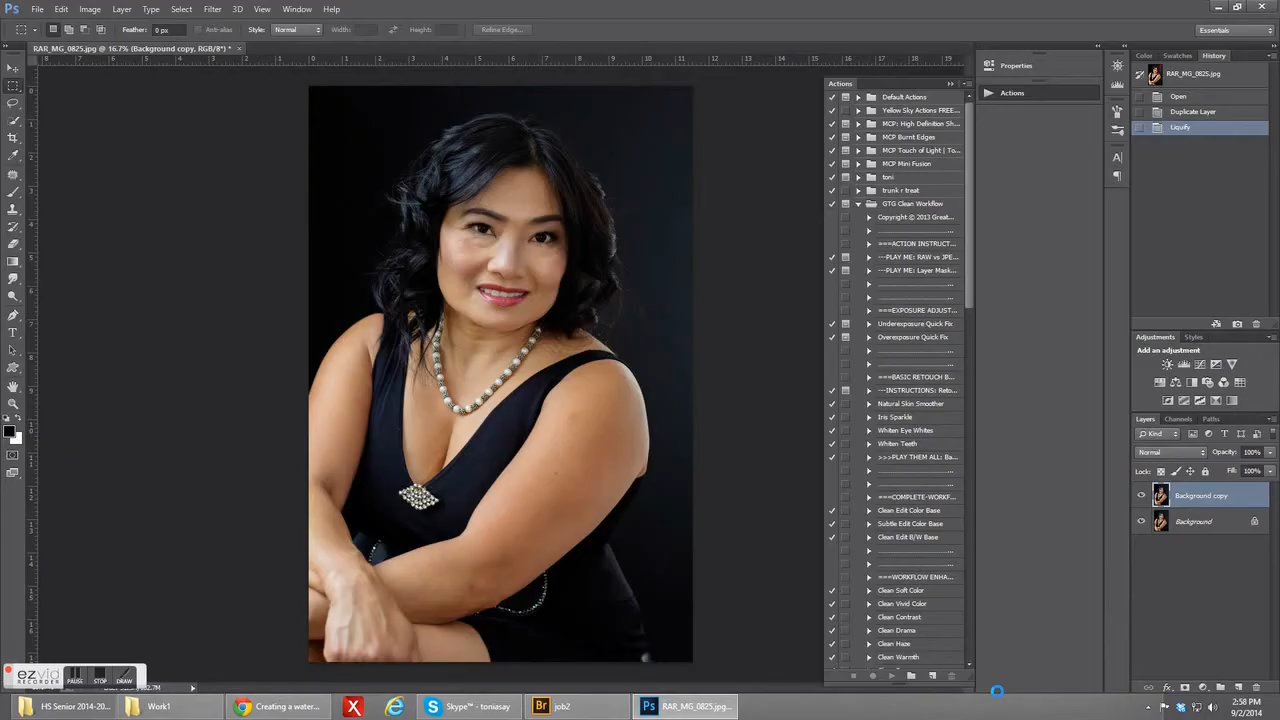 Ps File Edit Image Layer Type Select Filter 3D View Window Help
Feather: 0 px Anti-alias Style: Normal Width: Height: Refine Edge... Essentials
RAR_MG_0825.jpg @ 16.7% (Background copy, RGB/8*) * ×
Properties
Actions
Actions
Default Actions
Yellow Sky Actions FREE...
MCP: High Definition Sh...
MCP Burnt Edges
MCP Touch of Light | To...
MCP Mini Fusion
toni
trunk r treat
GTG Clean Workflow
Copyright © 2013 Great...
===ACTION INSTRUCT...
---PLAY ME: RAW vs JPE...
---PLAY ME: Layer Mask...
===EXPOSURE ADJUST...
Underexposure Quick Fix
Overexposure Quick Fix
===BASIC RETOUCH B...
---INSTRUCTIONS: Reto...
Natural Skin Smoother
Iris Sparkle
Whiten Eye Whites
Whiten Teeth
>>>PLAY THEM ALL: Ba...
===COMPLETE-WORKF...
Clean Edit Color Base
Subtle Edit Color Base
Clean Edit B/W Base
===WORKFLOW ENHA...
Clean Soft Color
Clean Vivid Color
Clean Contrast
Clean Drama
Clean Haze
Clean Warmth
Color Swatches History
RAR_MG_0825.jpg
Open
Duplicate Layer
Liquify
Adjustments Styles
Add an adjustment
Layers Channels Paths
Kind
Normal Opacity: 100%
Lock: Fill: 100%
Background copy
Background
ezvid
RECORDER
PAUSE STOP DRAW
HS Senior 2014-20... Work1 Creating a water... Skype™ - toniasay Br job2 Ps RAR_MG_0825.jpg...
2:58 PM
9/2/2014